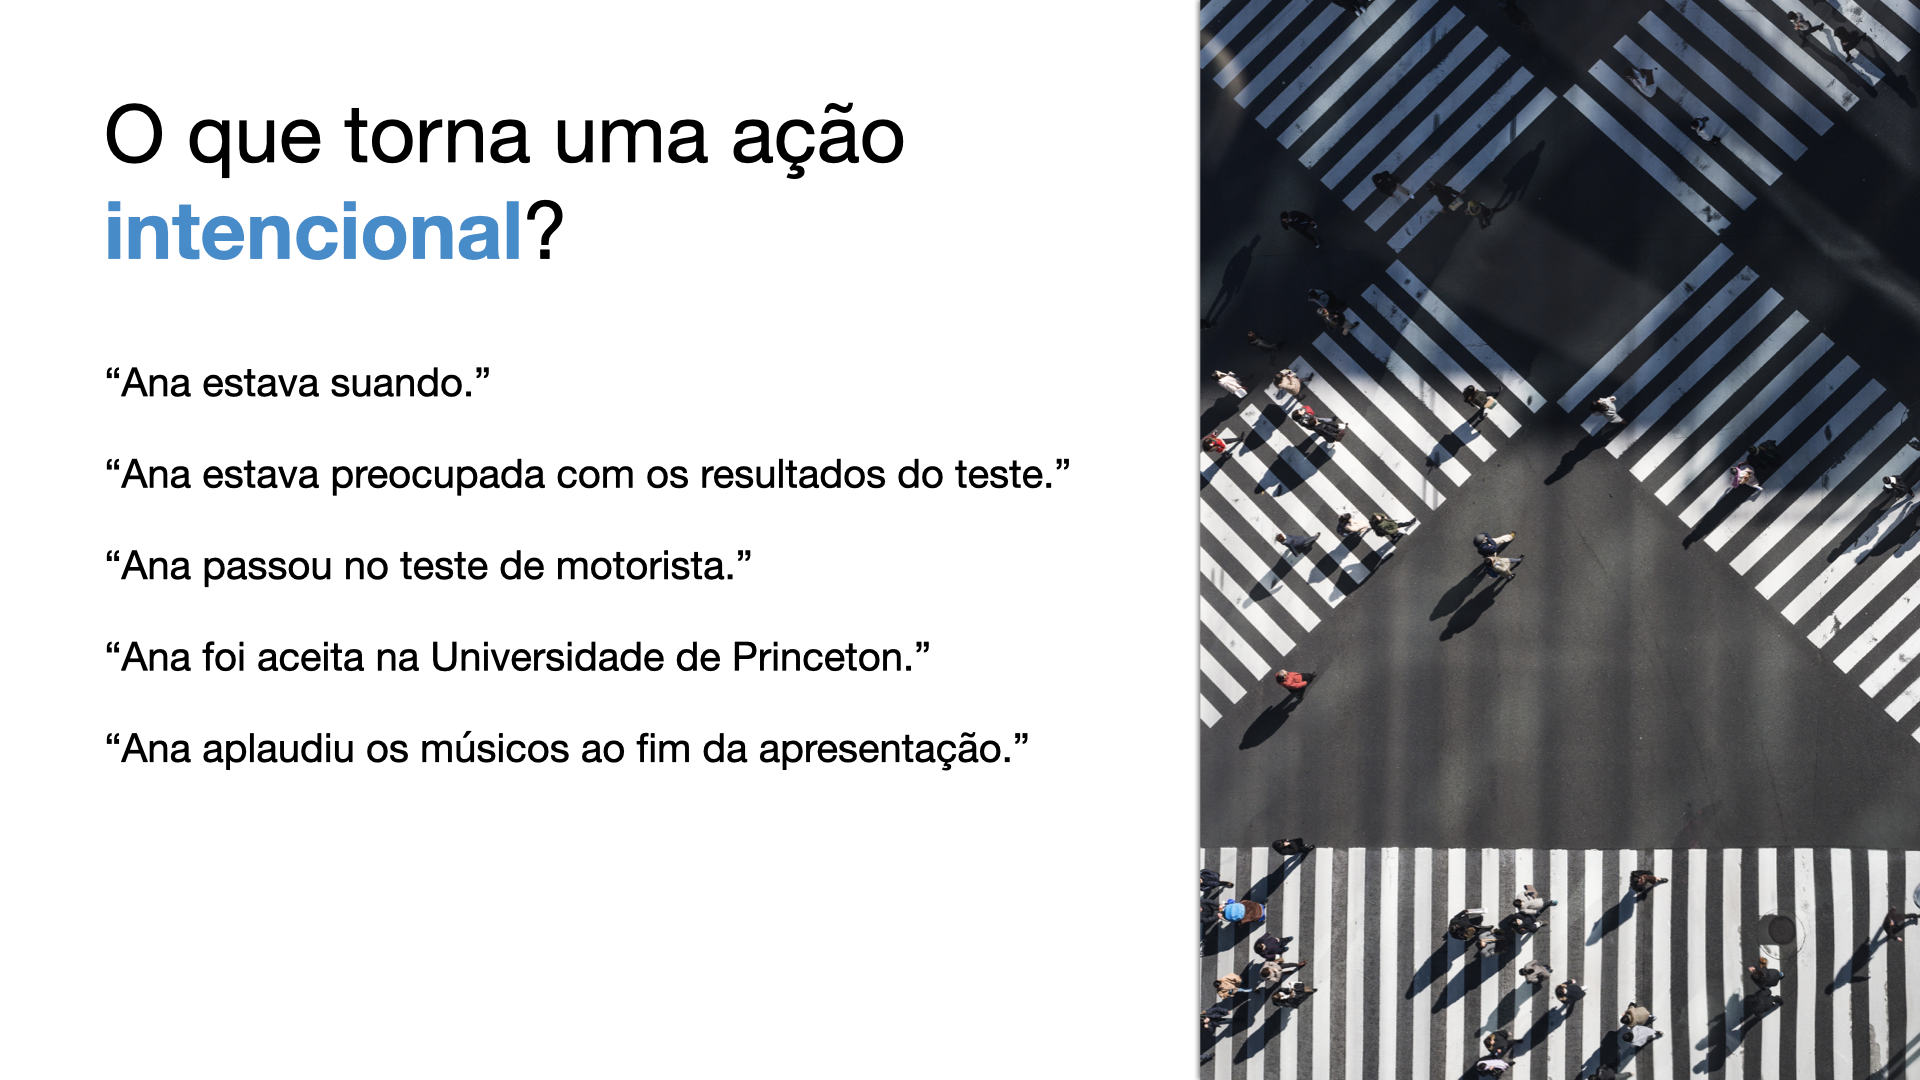 O que torna uma ação
intencional?
“Ana estava suando.”
“Ana estava preocupada com os resultados do teste.”
“Ana passou no teste de motorista.”
“Ana foi aceita na Universidade de Princeton.”
“Ana aplaudiu os músicos ao fim da apresentação.”